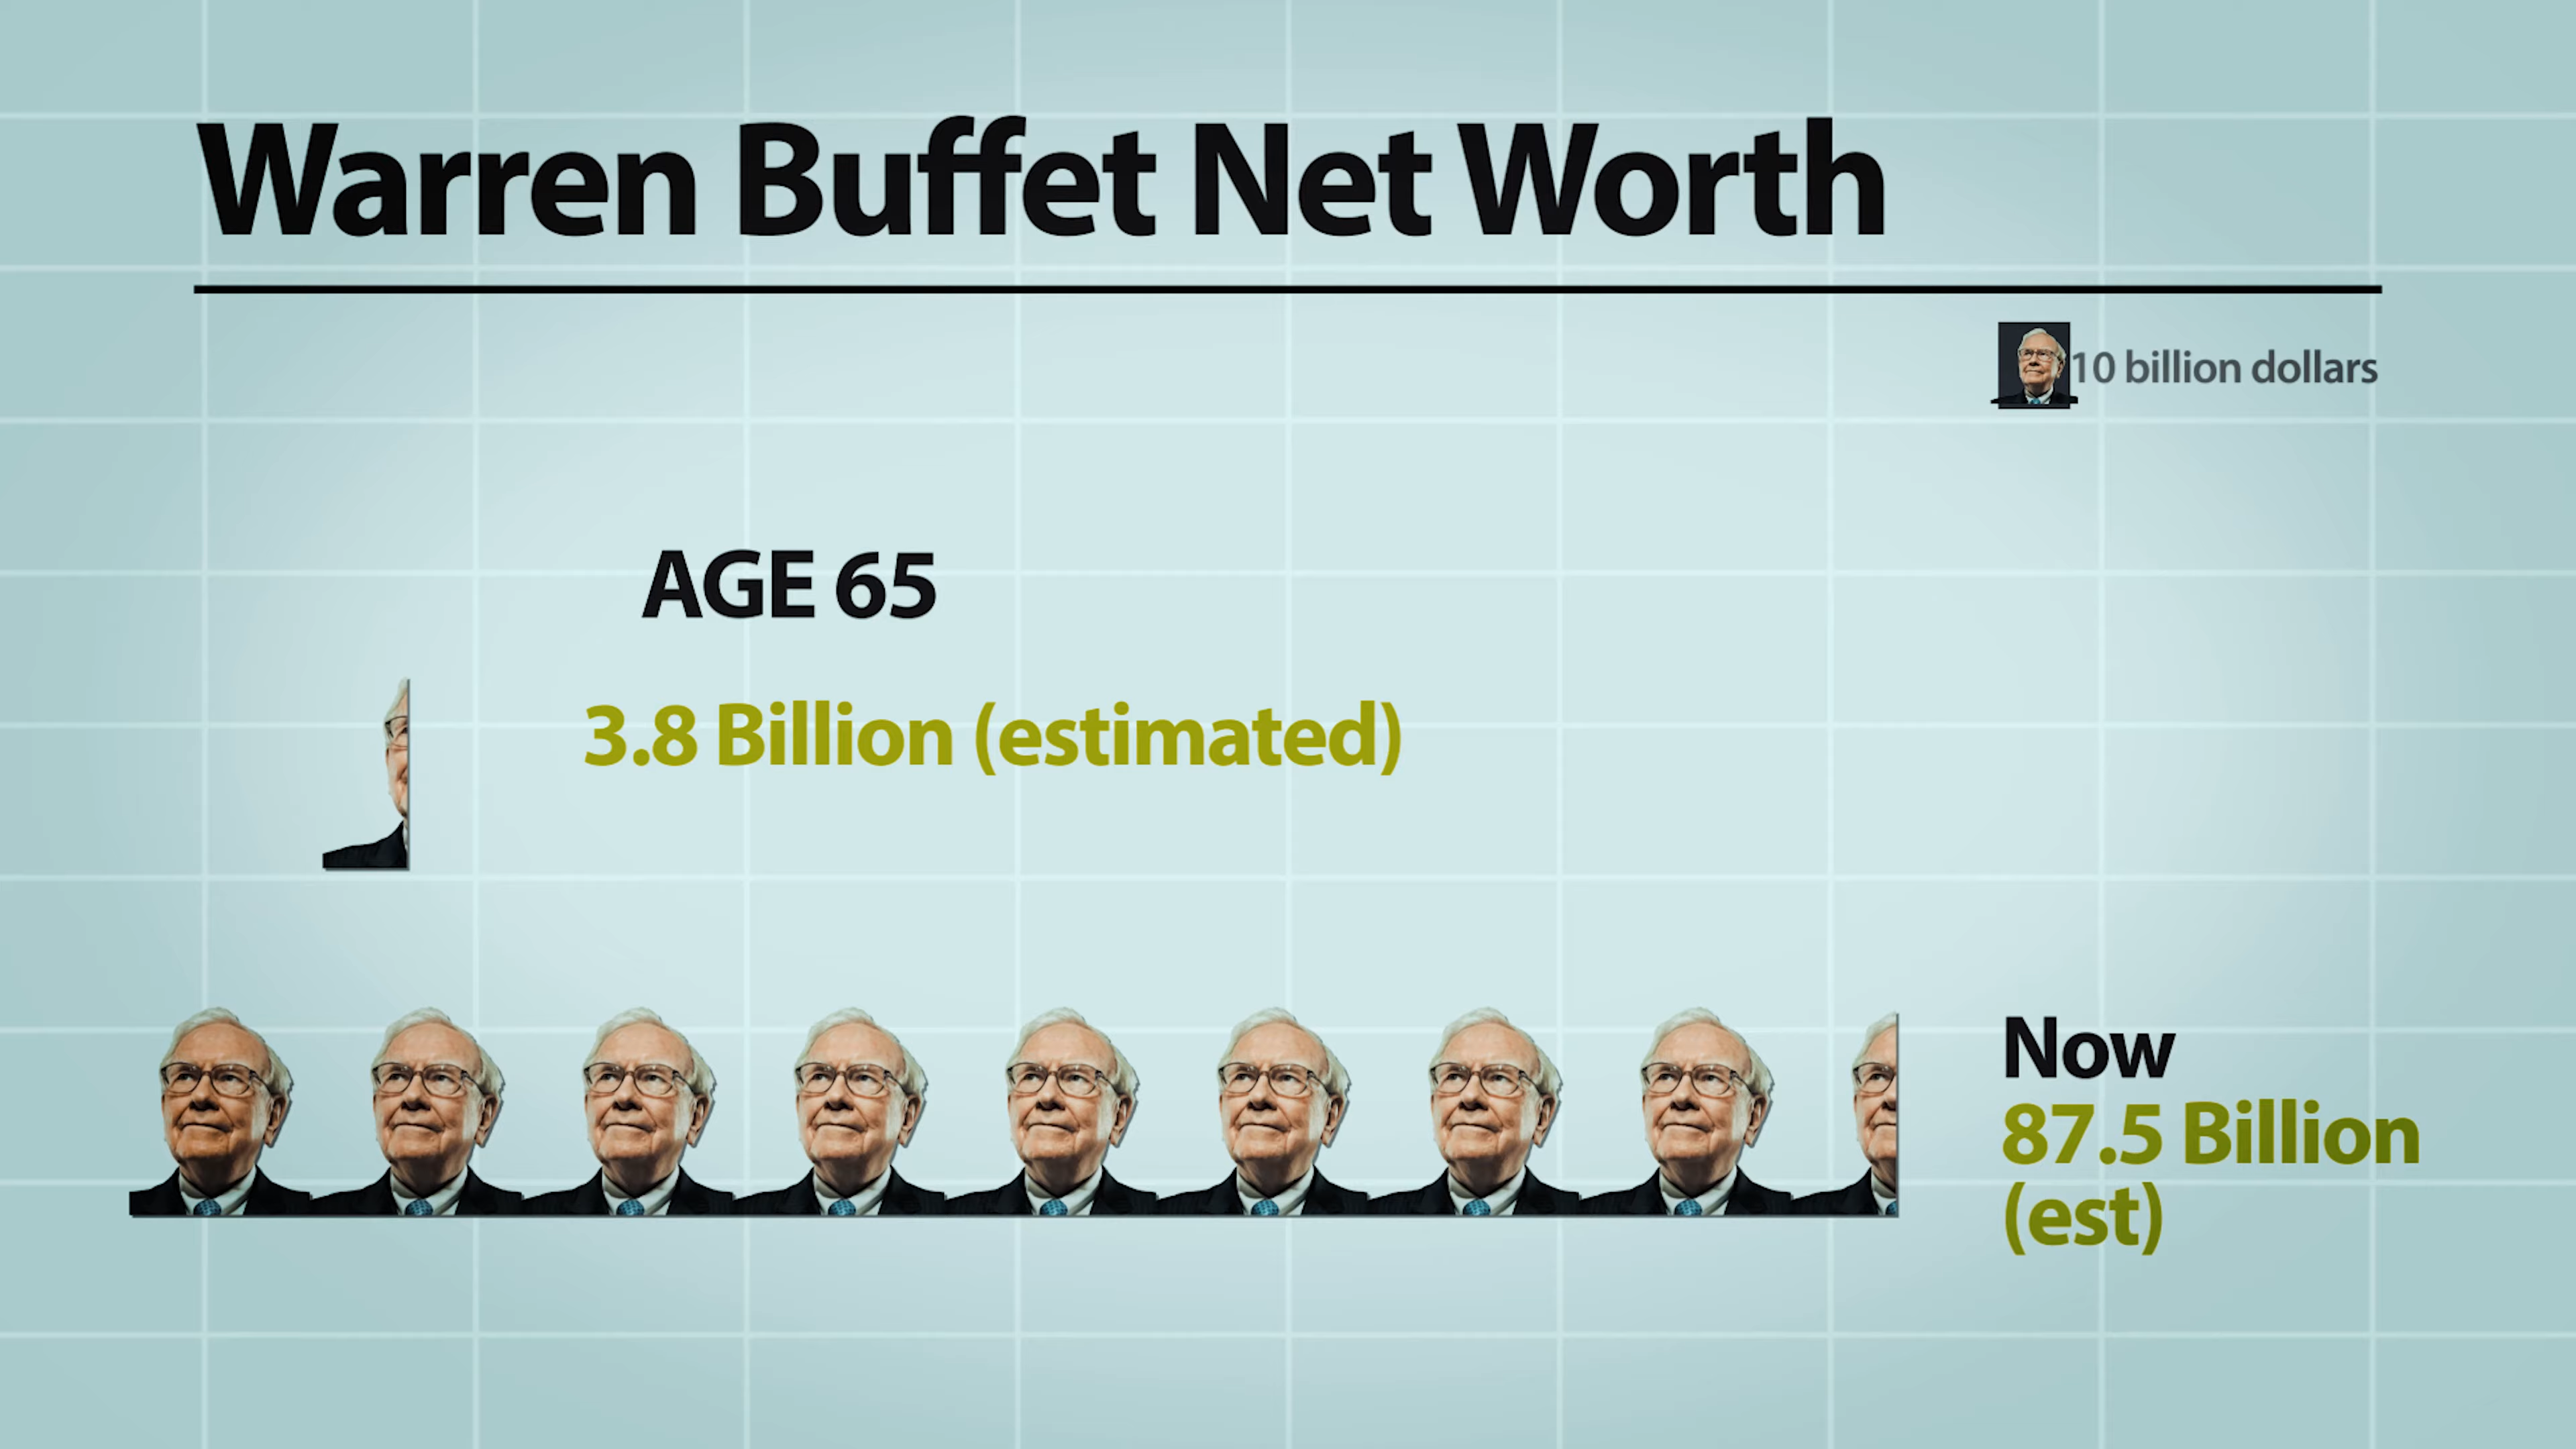 Warren Buffet Net Worth
10 billion dollars
AGE 65
3.8 Billion (estimated)
Now
87.5 Billion
(est)